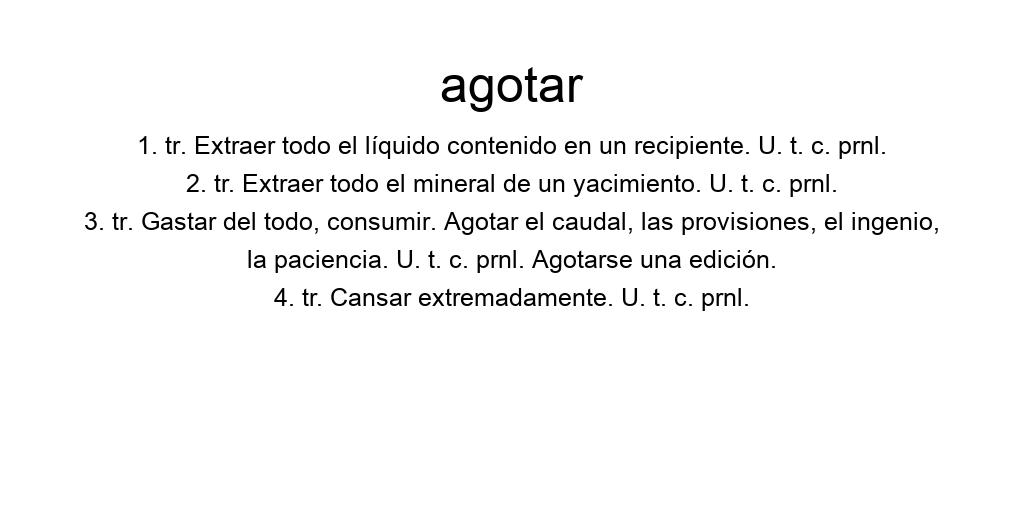 agotar
1. tr. Extraer todo el líquido contenido en un recipiente. U. t. c. prnl.
2. tr. Extraer todo el mineral de un yacimiento. U. t. c. prnl.
3. tr. Gastar del todo, consumir. Agotar el caudal, las provisiones, el ingenio,
la paciencia. U. t. c. prnl. Agotarse una edición.
4. tr. Cansar extremadamente. U. t. c. prnl.